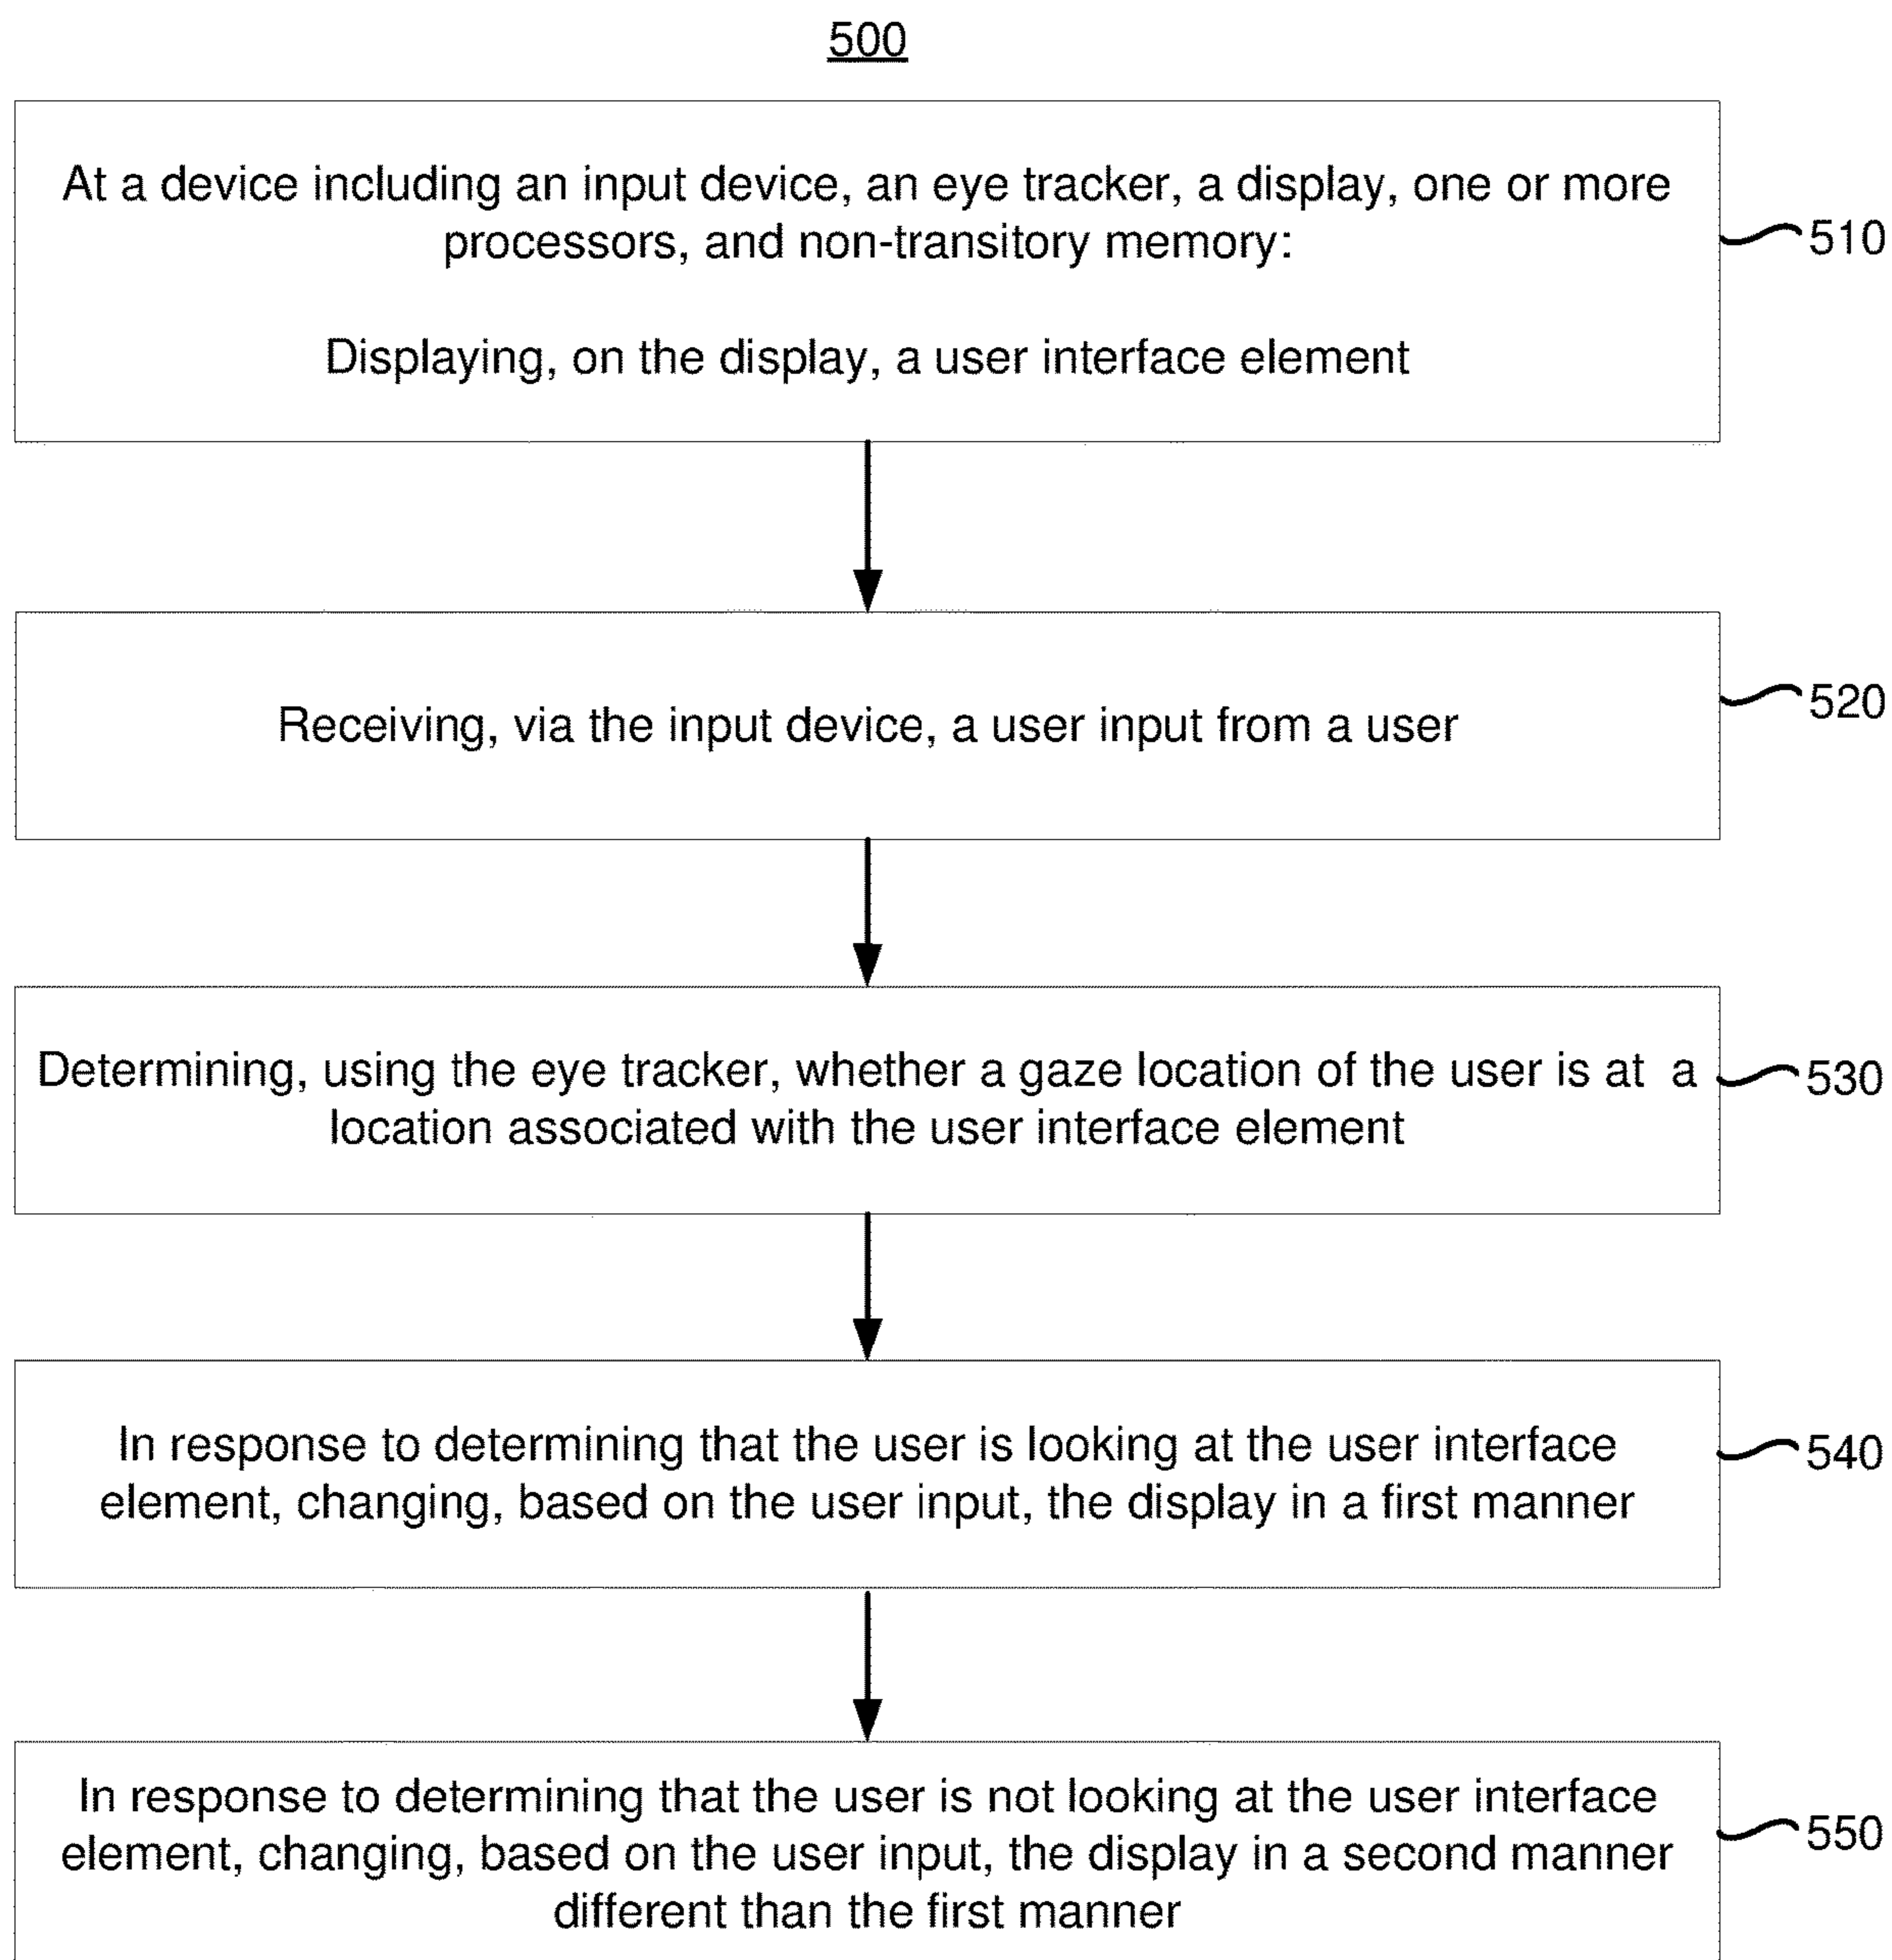 500
At a device including an input device, an eye tracker, a display, one or more
processors, and non-transitory memory:
Displaying, on the display, a user interface element
510
Receiving, via the input device, a user input from a user
520
Determining, using the eye tracker, whether a gaze location of the user is at a
location associated with the user interface element
530
In response to determining that the user is looking at the user interface
element, changing, based on the user input, the display in a first manner
540
In response to determining that the user is not looking at the user interface
element, changing, based on the user input, the display in a second manner
different than the first manner
550